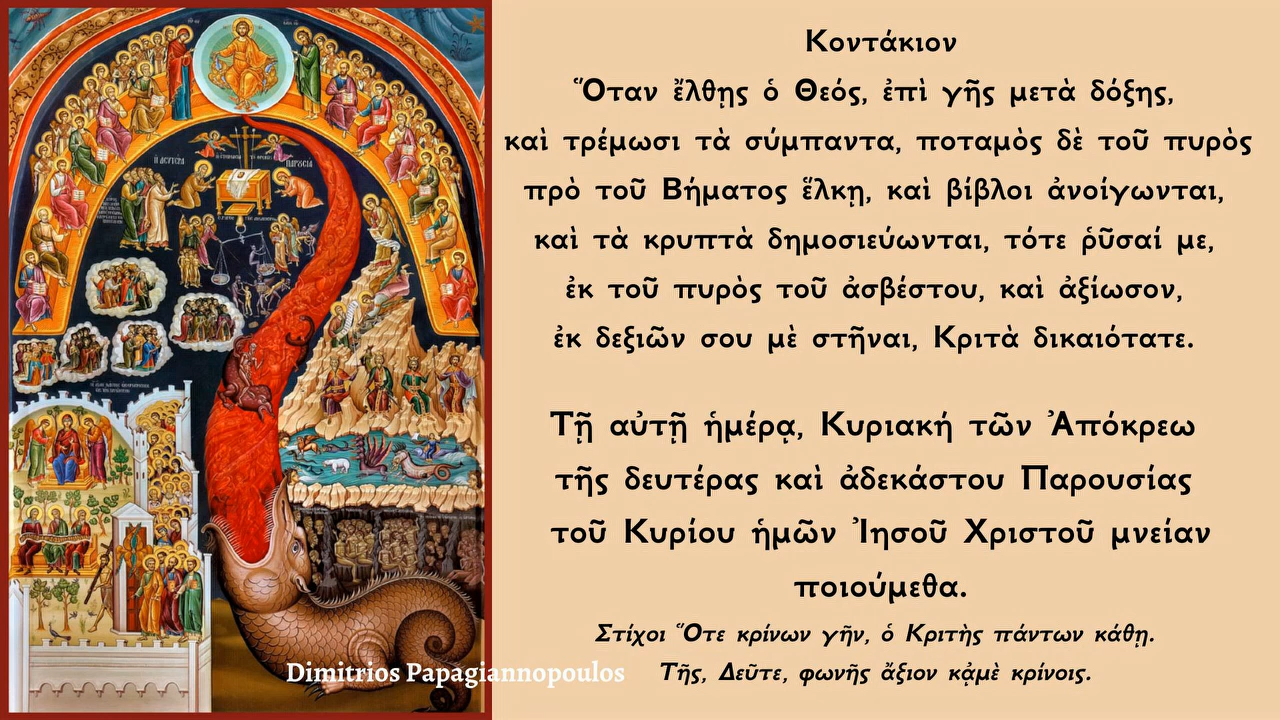 Κοντάκιον
Ὅταν ἔλθῃς ὁ Θεός, ἐπὶ γῆς μετὰ δόξης,
καὶ τρέμωσι τὰ σύμπαντα, ποταμὸς δὲ τοῦ πυρὸς
πρὸ τοῦ Βήματος ἕλκῃ, καὶ βίβλοι ἀνοίγωνται,
καὶ τὰ κρυπτὰ δημοσιεύωνται, τότε ῥῦσαί με,
ἐκ τοῦ πυρὸς τοῦ ἀσβέστου, καὶ ἀξίωσον,
ἐκ δεξιῶν σου μὲ στῆναι, Κριτὰ δικαιότατε.
Τῇ αὐτῇ ἡμέρᾳ, Κυριακή τῶν Ἀπόκρεω
τῆς δευτέρας καὶ ἀδεκάστου Παρουσίας
τοῦ Κυρίου ἡμῶν Ἰησοῦ Χριστοῦ μνείαν
ποιούμεθα.
Στίχοι Ὅτε κρίνων γῆν, ὁ Κριτὴς πάντων κάθῃ.
Τῆς, Δεῦτε, φωνῆς ἄξιον κᾀμὲ κρίνοις.
Dimitrios Papagiannopoulos
Ἡ ΔΕΥΤΕΡΑ
ΠΑΡΟΥΣΙΑ